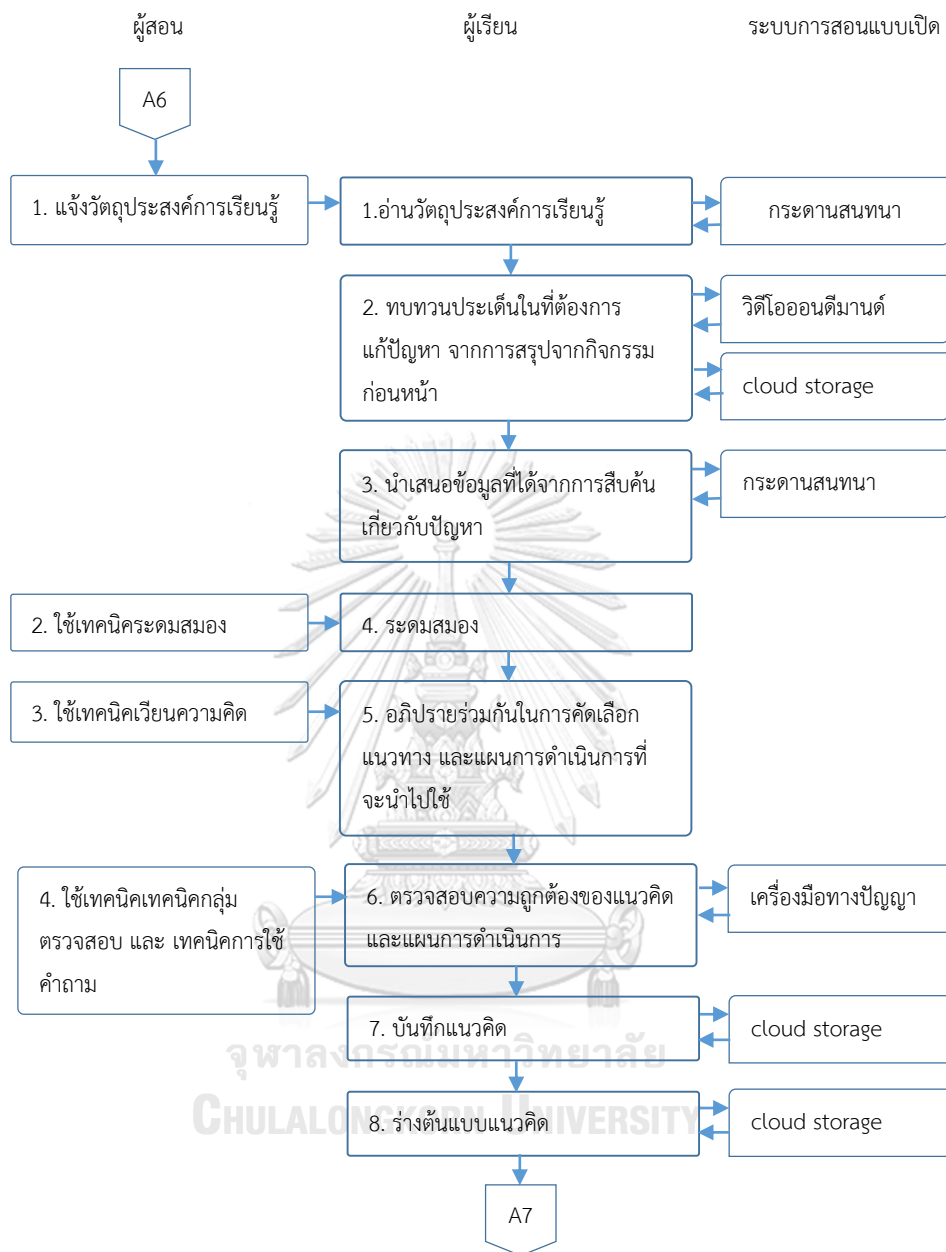 ผู้สอน ผู้เรียน ระบบการสอนแบบเปิด
A6
1. แจ้งวัตถุประสงค์การเรียนรู้ 1.อ่านวัตถุประสงค์การเรียนรู้ กระดานสนทนา
2. ทบทวนประเด็นในที่ต้องการ
แก้ปัญหา จากการสรุปจากกิจกรรม
ก่อนหน้า
วิดีโอออนดีมานด์
cloud storage
3. นำเสนอข้อมูลที่ได้จากการสืบค้น
เกี่ยวกับปัญหา
กระดานสนทนา
2. ใช้เทคนิคระดมสมอง 4. ระดมสมอง
3. ใช้เทคนิคเวียนความคิด
5. อภิปรายร่วมกันในการคัดเลือก
แนวทาง และแผนการดำเนินการที่
จะนำไปใช้
4. ใช้เทคนิคเทคนิคกลุ่ม
ตรวจสอบ และ เทคนิคการใช้
คำถาม
6. ตรวจสอบความถูกต้องของแนวคิด
และแผนการดำเนินการ
เครื่องมือทางปัญญา
7. บันทึกแนวคิด cloud storage
จุฬาลงกรณ์มหาวิทยาลัย
8. ร่างต้นแบบแนวคิด cloud storage
CHULALONGKORN UNIVERSITY
A7